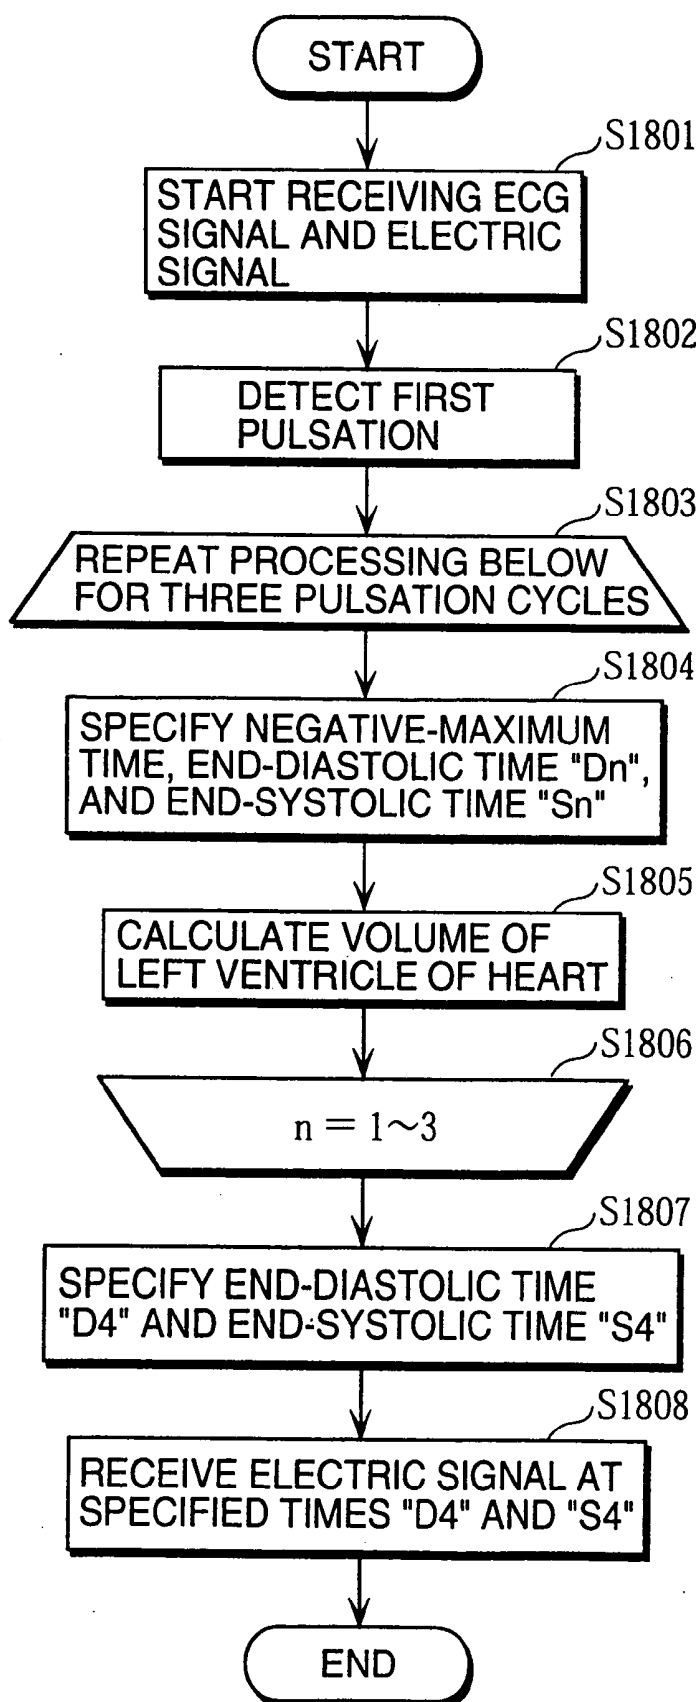 START
S1801
START RECEIVING ECG
SIGNAL AND ELECTRIC
SIGNAL
S1802
DETECT FIRST
PULSATION
S1803
REPEAT PROCESSING BELOW
FOR THREE PULSATION CYCLES
S1804
SPECIFY NEGATIVE-MAXIMUM
TIME, END-DIASTOLIC TIME "Dn",
AND END-SYSTOLIC TIME "Sn"
S1805
CALCULATE VOLUME OF
LEFT VENTRICLE OF HEART
S1806
n = 1~3
S1807
SPECIFY END-DIASTOLIC TIME
"D4" AND END-SYSTOLIC TIME "S4"
S1808
RECEIVE ELECTRIC SIGNAL AT
SPECIFIED TIMES "D4" AND "S4"
END